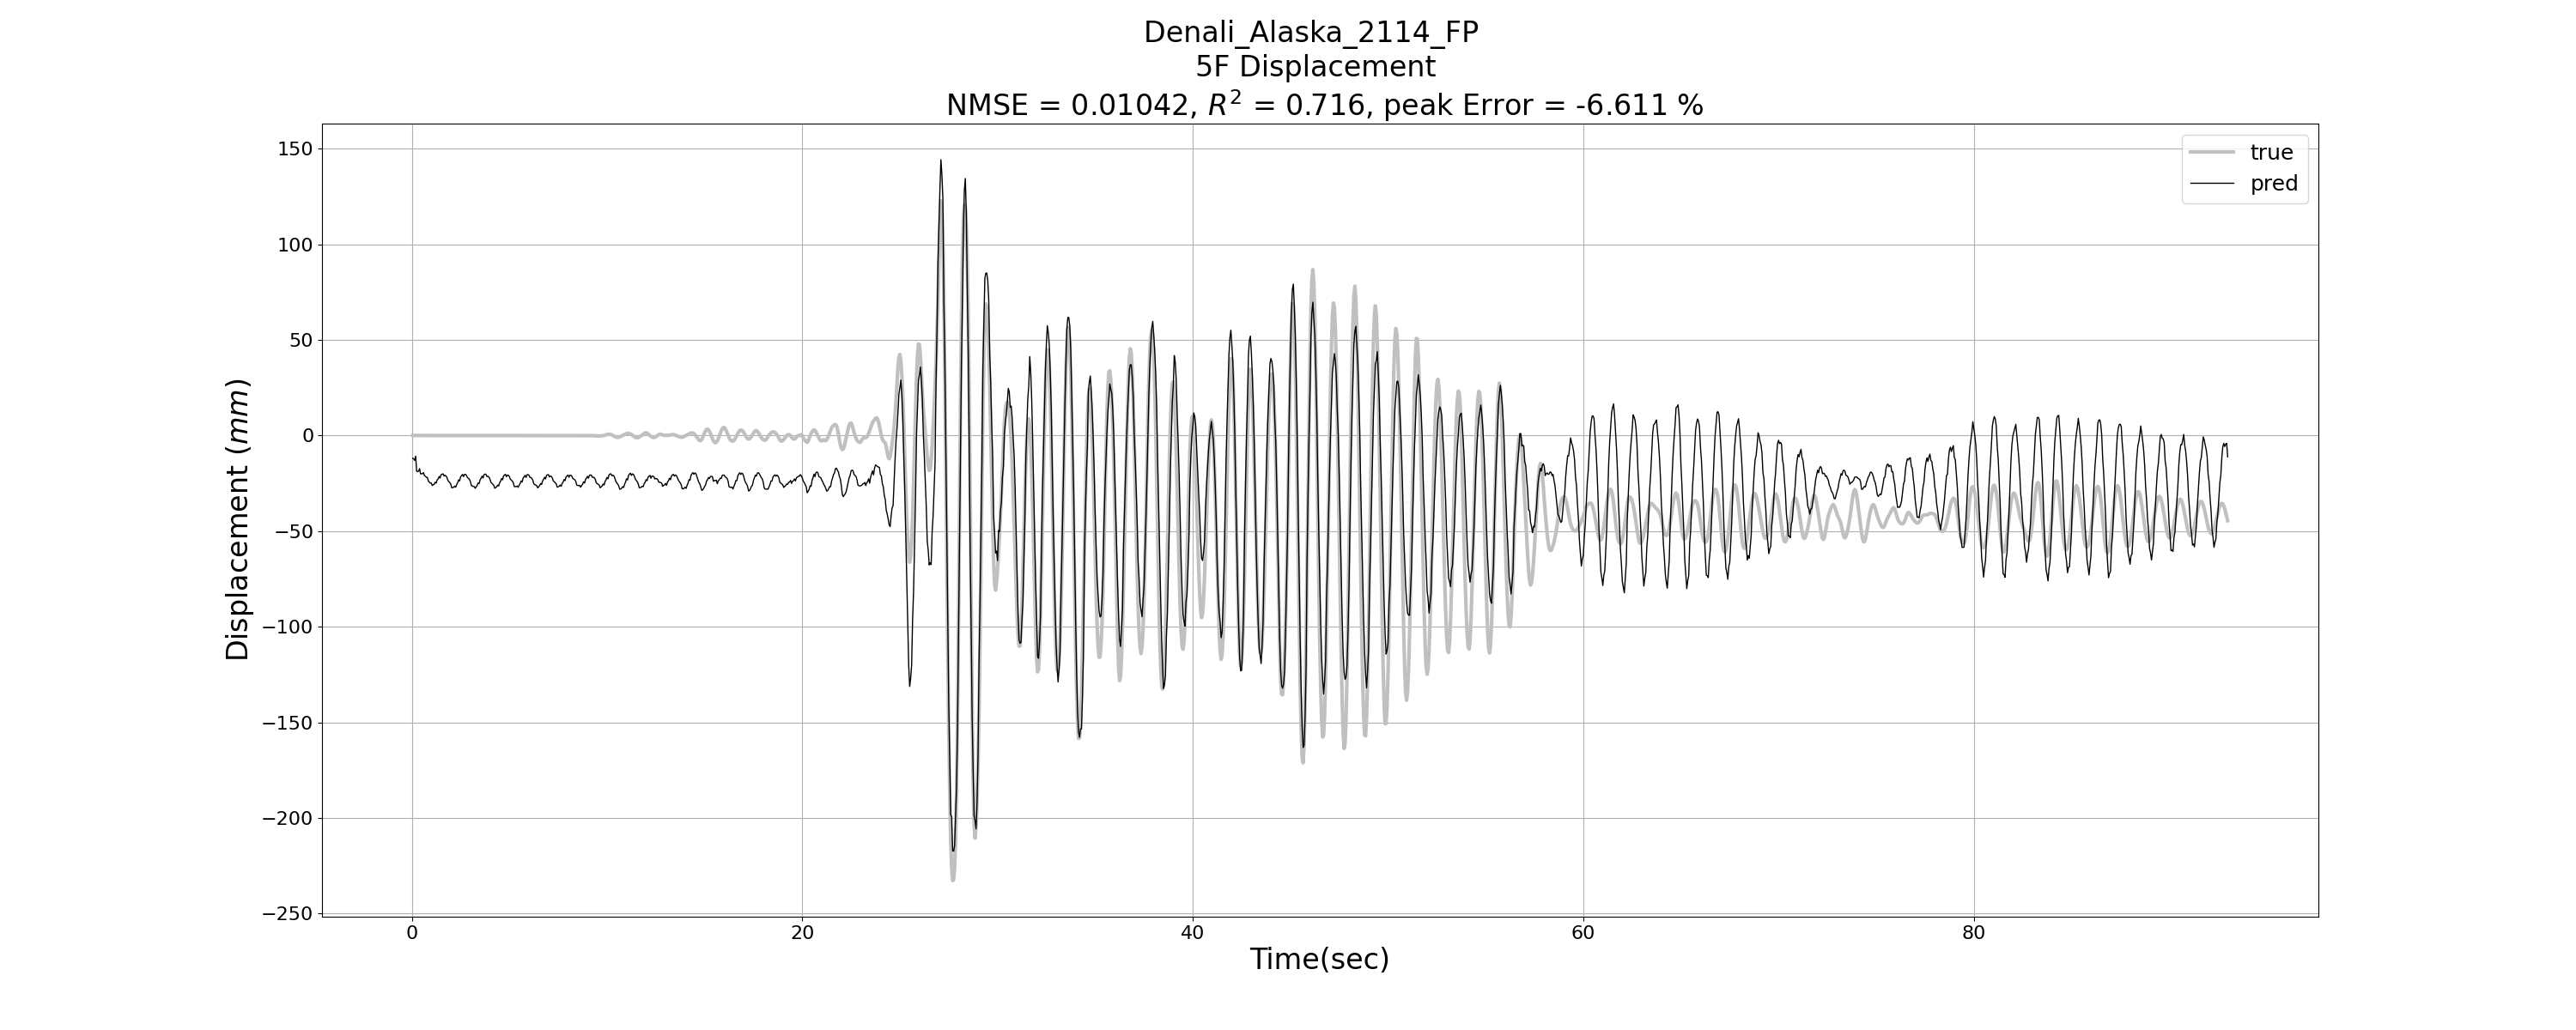 Denali_Alaska_2114_FP
5F Displacement
NMSE = 0.01042, R² = 0.716, peak Error = -6.611 %
true
pred
150
100
50
0
−50
−100
−150
−200
−250
Displacement (mm)
0 20 40 60 80
Time(sec)